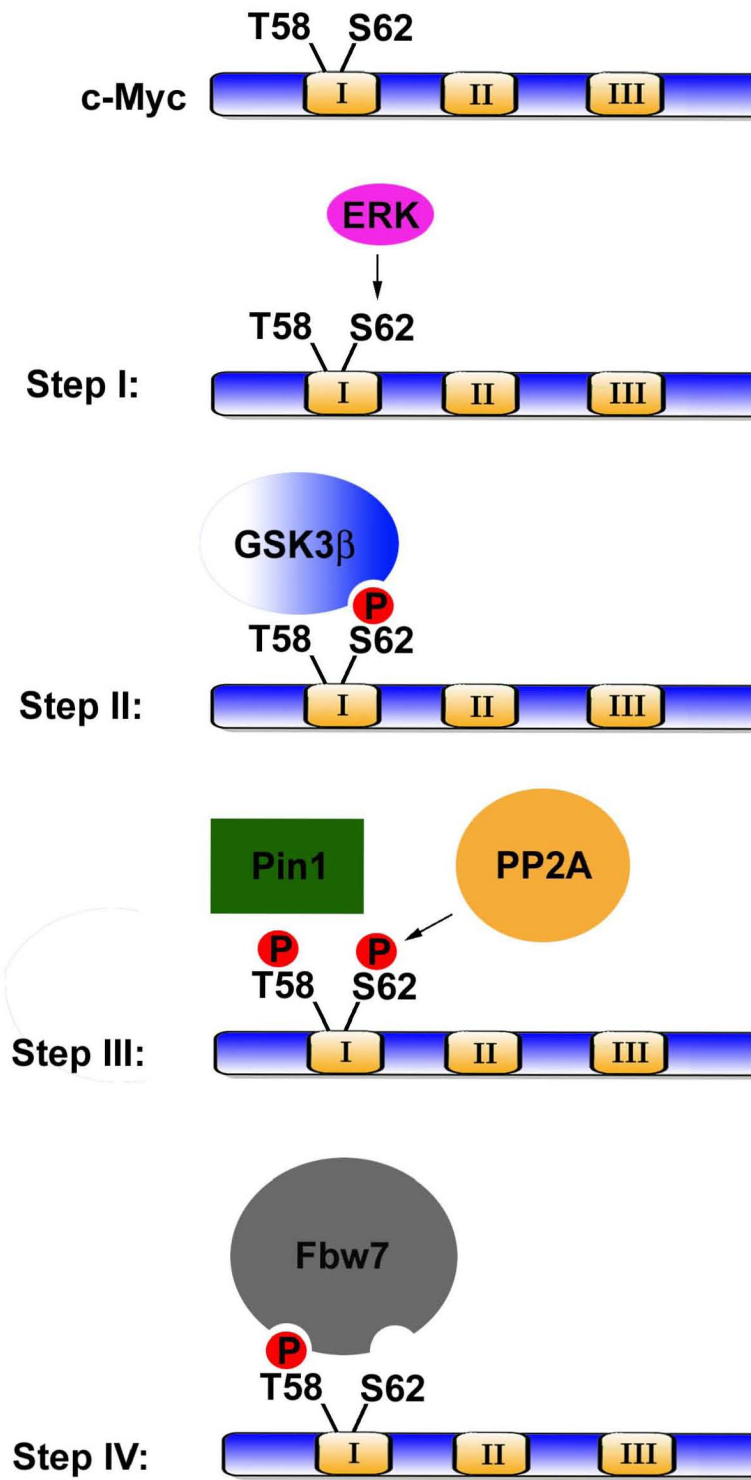 T58 S62
c-Myc I II III
ERK
T58 S62
Step I: I II III
GSK3β
P
T58 S62
Step II: I II III
Pin1 PP2A
P P
T58 S62
Step III: I II III
Fbw7
P
T58 S62
Step IV: I II III